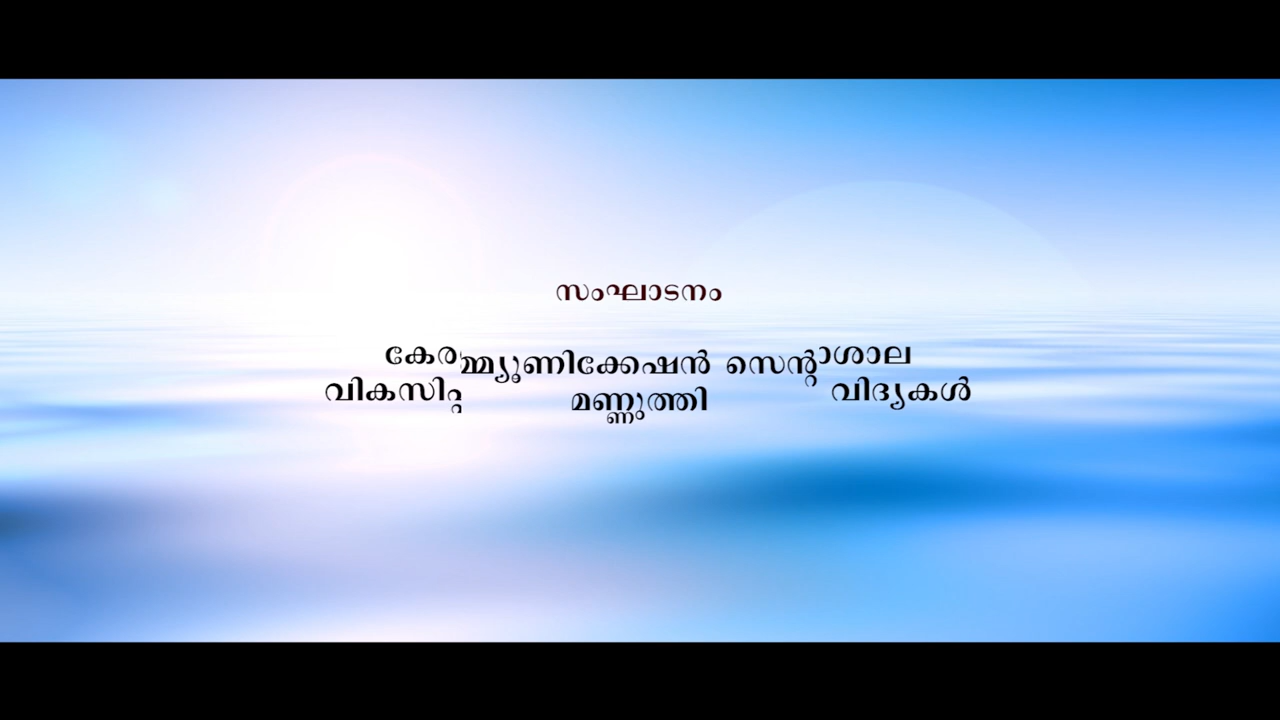 സംഘാടനം
കേര മ്മ്യൂണിക്കേഷൻ സെന്റ ാശാല
വികസിറ്റ മണ്ണുത്തി വിദ്യകൾ